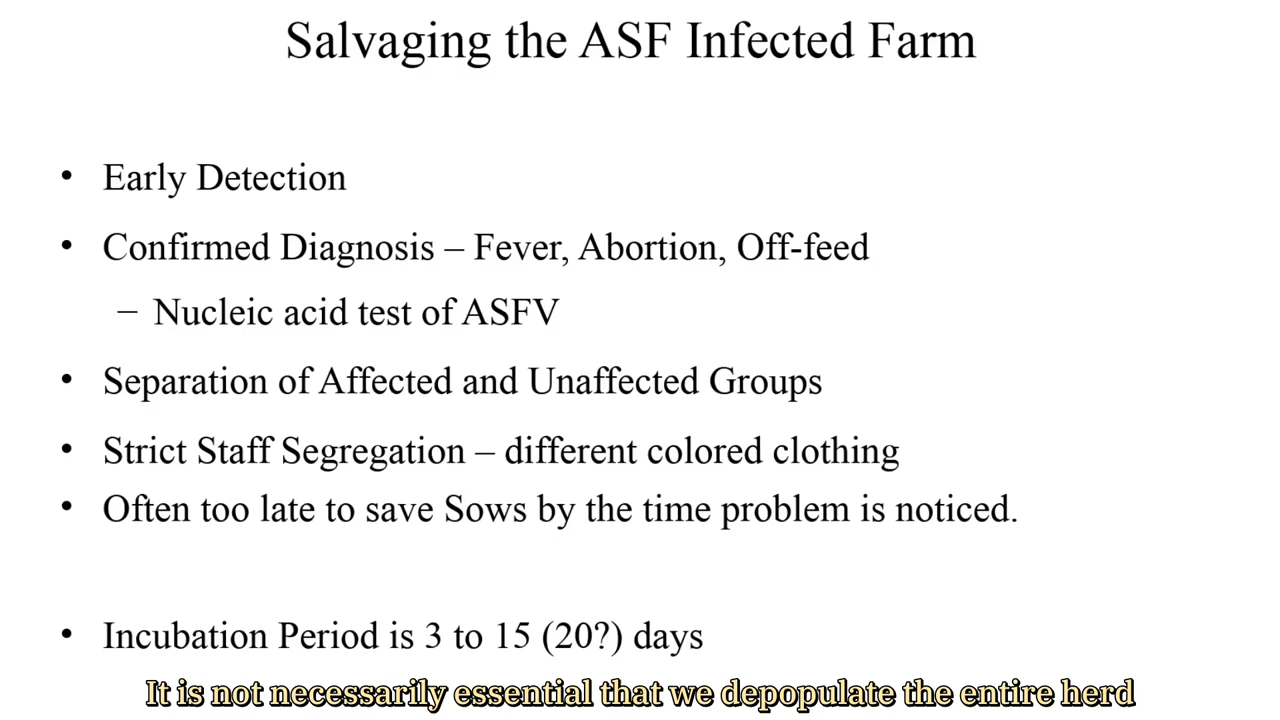 Salvaging the ASF Infected Farm
• Early Detection
• Confirmed Diagnosis – Fever, Abortion, Off-feed
– Nucleic acid test of ASFV
• Separation of Affected and Unaffected Groups
• Strict Staff Segregation – different colored clothing
• Often too late to save Sows by the time problem is noticed.
• Incubation Period is 3 to 15 (20?) days
It is not necessarily essential that we depopulate the entire herd